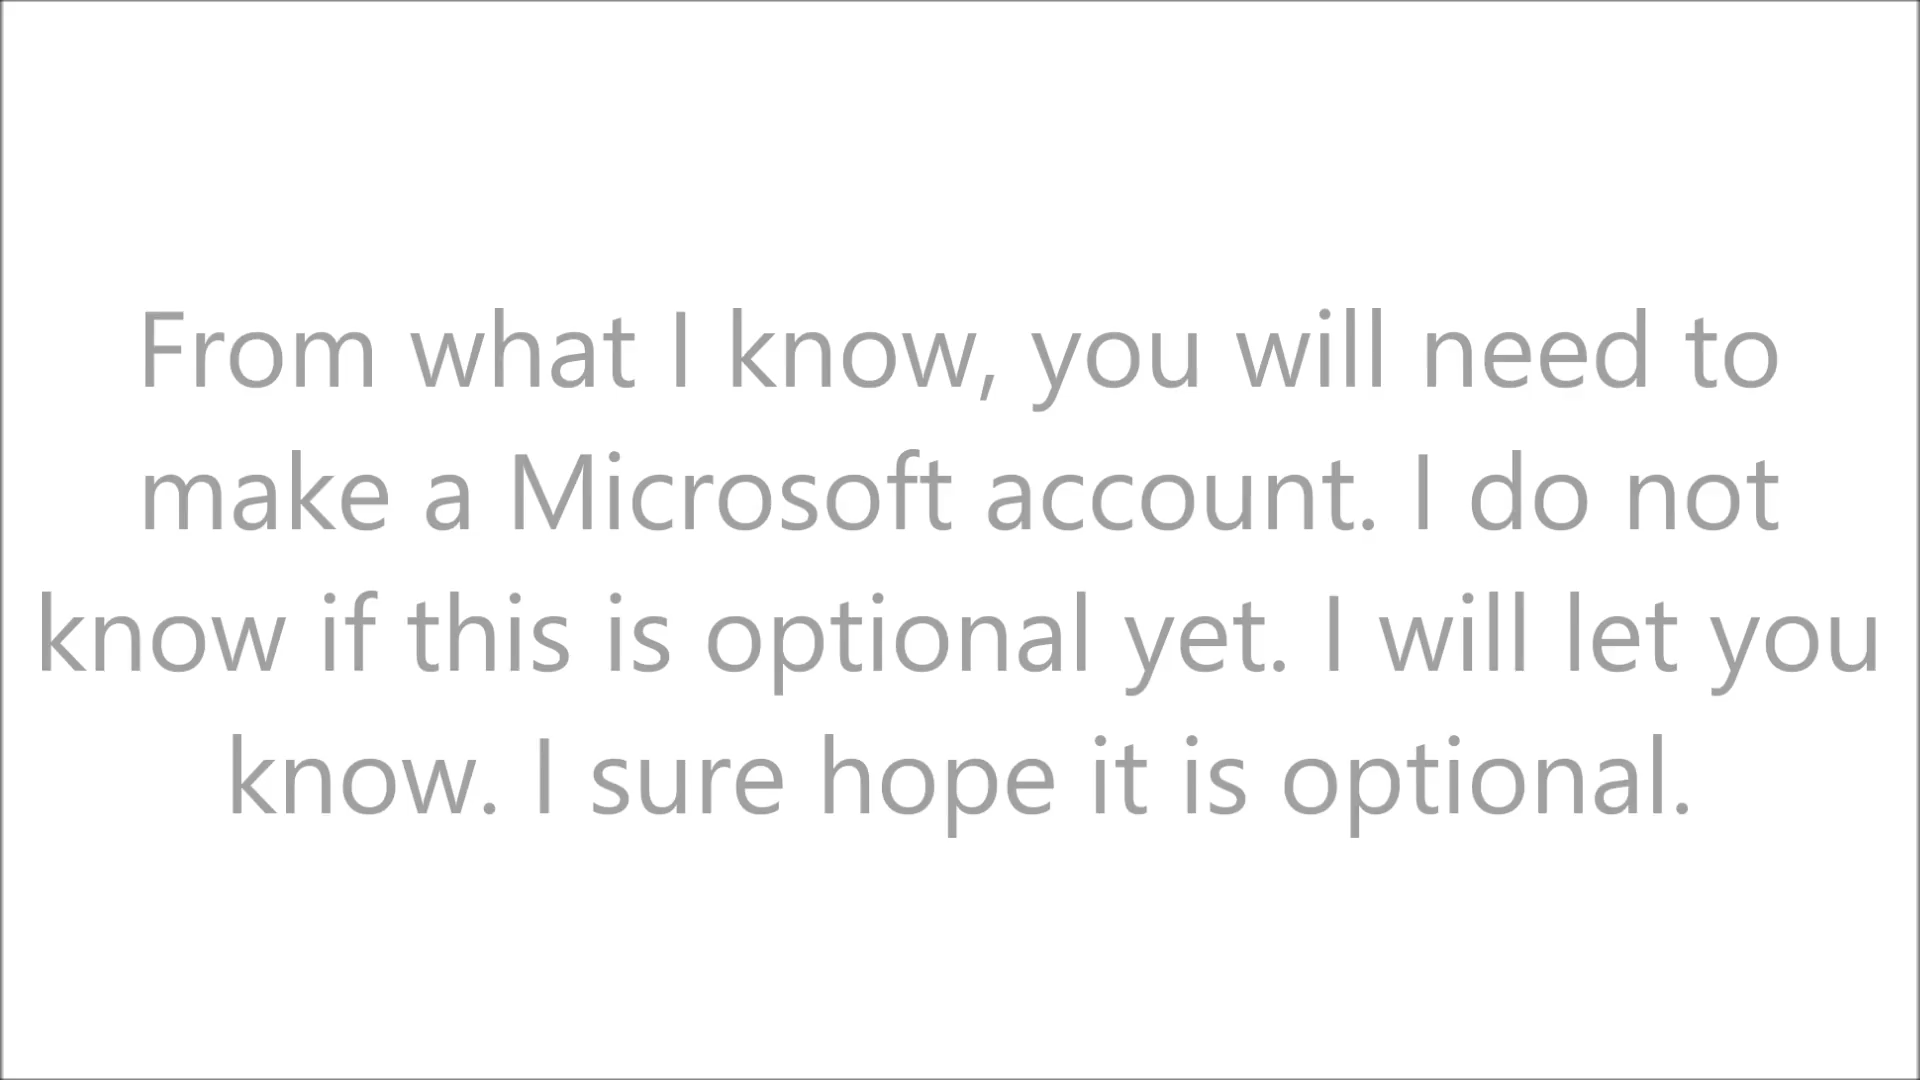 From what I know, you will need to
make a Microsoft account. I do not
know if this is optional yet. I will let you
know. I sure hope it is optional.